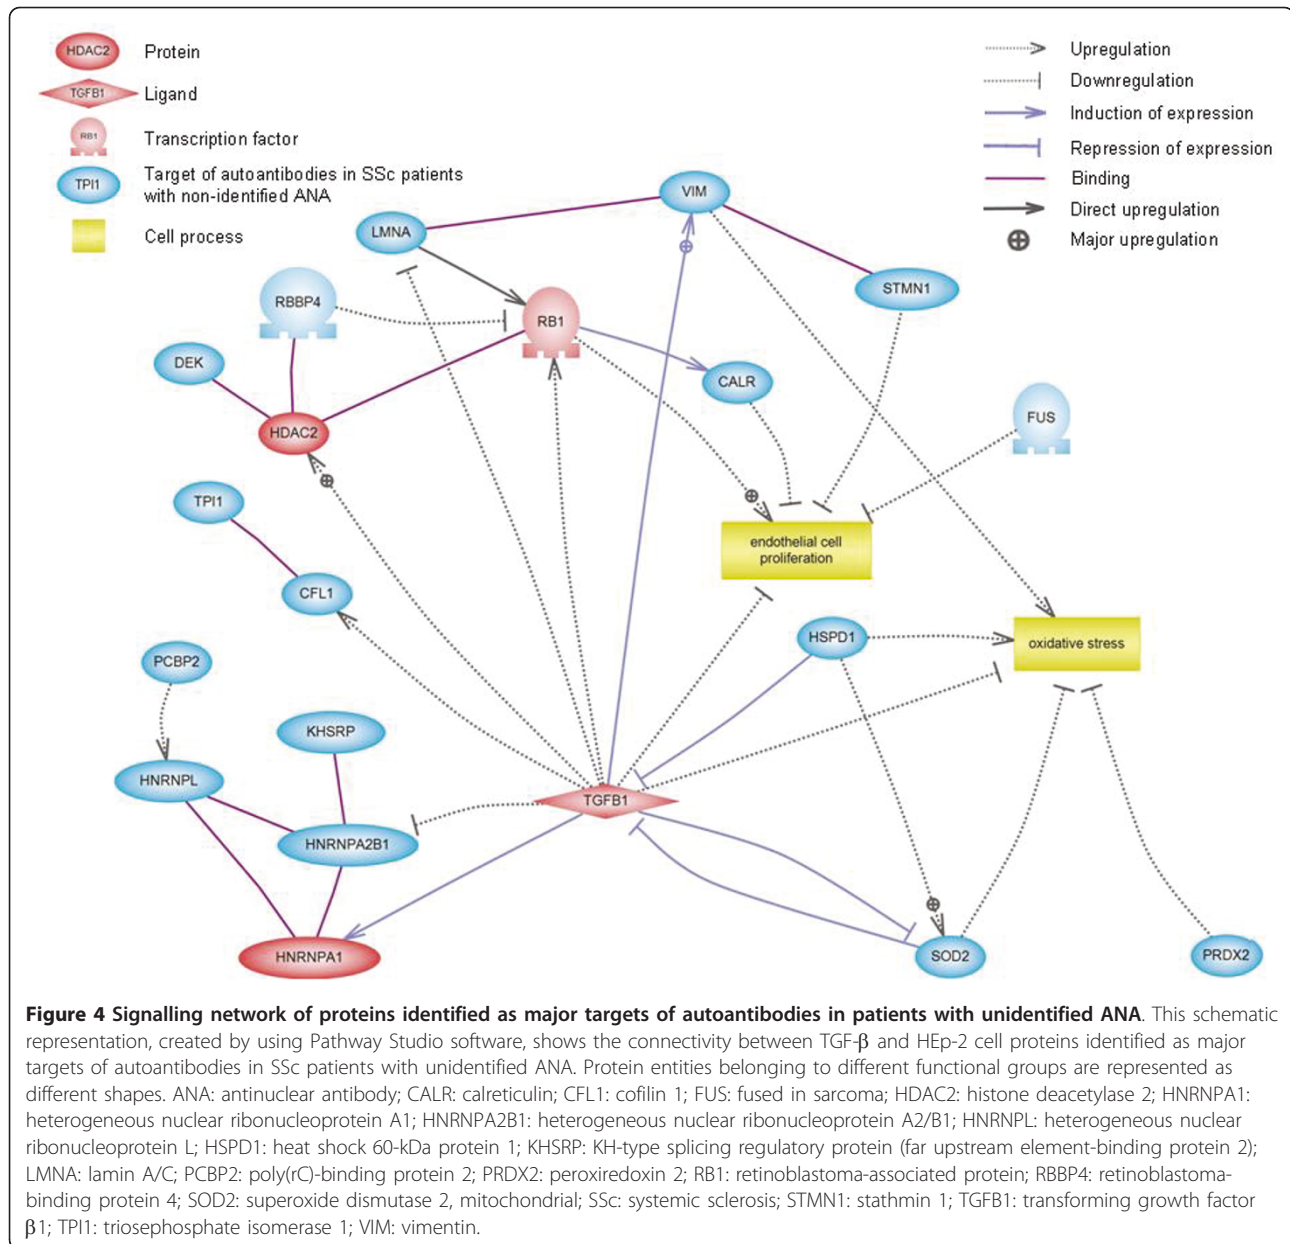 HDAC2 Protein
TGFB1 Ligand
RB1 Transcription factor
TPI1 Target of autoantibodies in SSc patients
with non-identified ANA
Cell process
Upregulation
Downregulation
Induction of expression
Repression of expression
Binding
Direct upregulation
Major upregulation
VIM
LMNA
STMN1
RBBP4
RB1
DEK
CALR
FUS
HDAC2
TPI1
endothelial cell
proliferation
CFL1
HSPD1
oxidative stress
PCBP2
KHSRP
HNRNPL
TGFB1
HNRNPA2B1
HNRNPA1
SOD2
PRDX2
Figure 4 Signalling network of proteins identified as major targets of autoantibodies in patients with unidentified ANA. This schematic
representation, created by using Pathway Studio software, shows the connectivity between TGF-β and HEp-2 cell proteins identified as major
targets of autoantibodies in SSc patients with unidentified ANA. Protein entities belonging to different functional groups are represented as
different shapes. ANA: antinuclear antibody; CALR: calreticulin; CFL1: cofilin 1; FUS: fused in sarcoma; HDAC2: histone deacetylase 2; HNRNPA1:
heterogeneous nuclear ribonucleoprotein A1; HNRNPA2B1: heterogeneous nuclear ribonucleoprotein A2/B1; HNRNPL: heterogeneous nuclear
ribonucleoprotein L; HSPD1: heat shock 60-kDa protein 1; KHSRP: KH-type splicing regulatory protein (far upstream element-binding protein 2);
LMNA: lamin A/C; PCBP2: poly(rC)-binding protein 2; PRDX2: peroxiredoxin 2; RB1: retinoblastoma-associated protein; RBBP4: retinoblastoma-
binding protein 4; SOD2: superoxide dismutase 2, mitochondrial; SSc: systemic sclerosis; STMN1: stathmin 1; TGFB1: transforming growth factor
β1; TPI1: triosephosphate isomerase 1; VIM: vimentin.